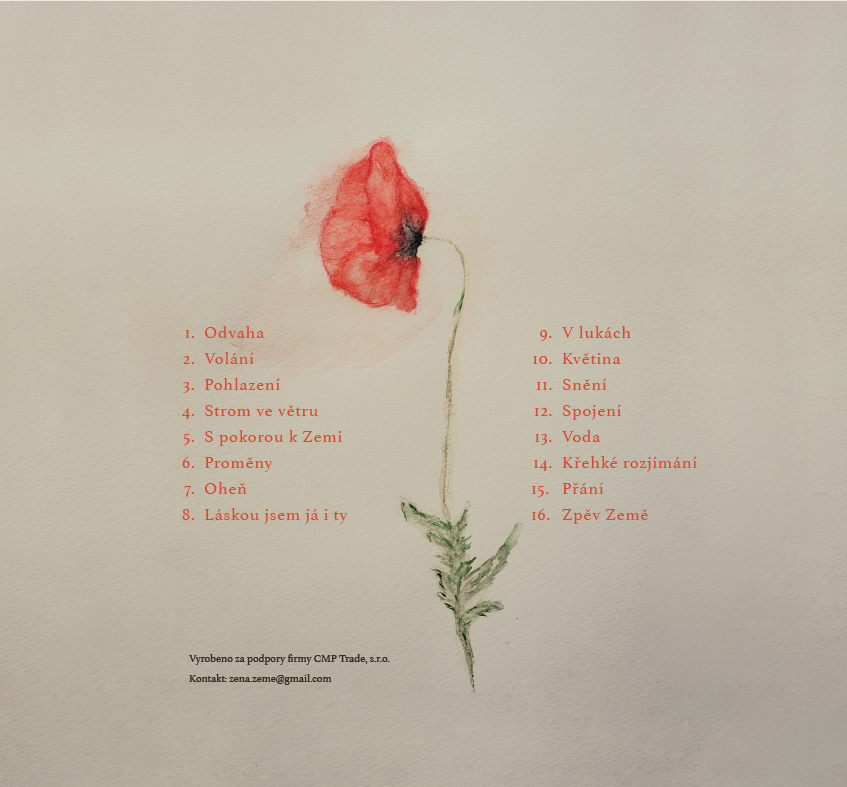 1. Odvaha
2. Volání
3. Pohlazení
4. Strom ve větru
5. S pokorou k Zemi
6. Proměny
7. Oheň
8. Láskou jsem já i ty
9. V lukách
10. Květina
11. Snění
12. Spojení
13. Voda
14. Křehké rozjímání
15. Přání
16. Zpěv Země
Vyrobeno za podpory firmy CMP Trade, s.r.o.
Kontakt: zena.zeme@gmail.com